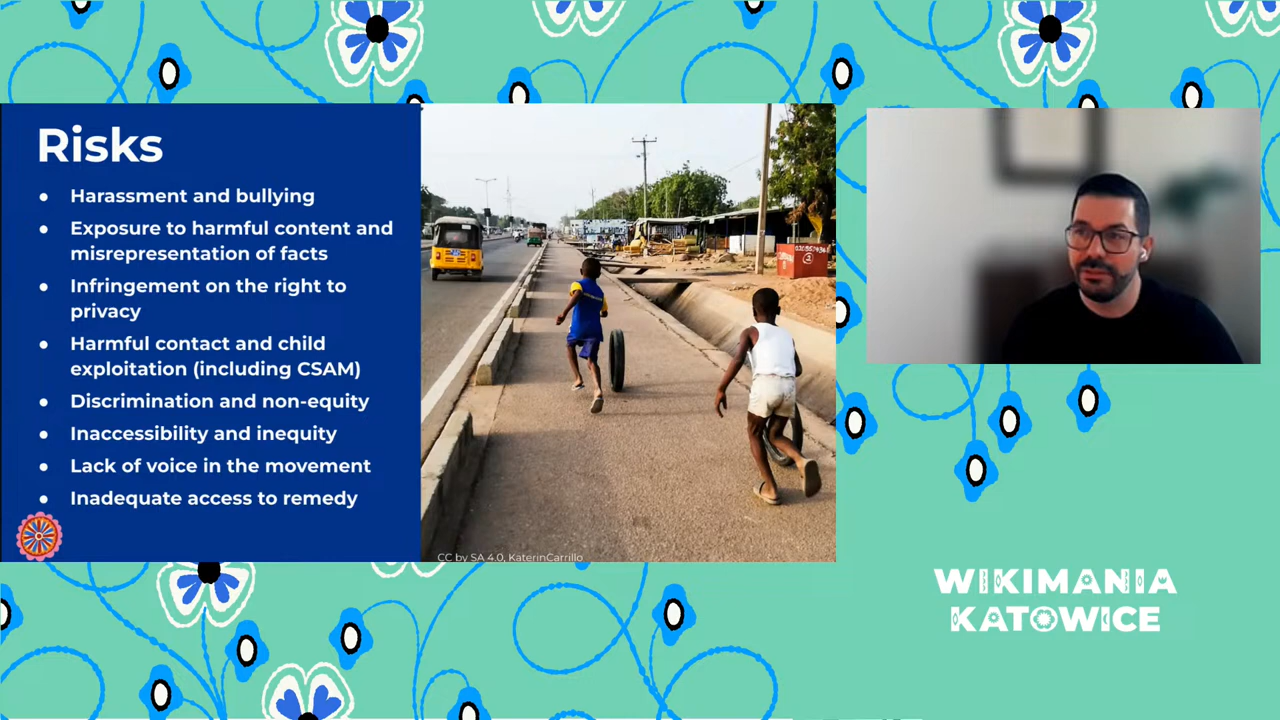 Risks
● Harassment and bullying
● Exposure to harmful content and
misrepresentation of facts
● Infringement on the right to
privacy
● Harmful contact and child
exploitation (including CSAM)
● Discrimination and non-equity
● Inaccessibility and inequity
● Lack of voice in the movement
● Inadequate access to remedy
CC by SA 4.0, KaterinCarrillo
WIKIMANIA
KATOWICE